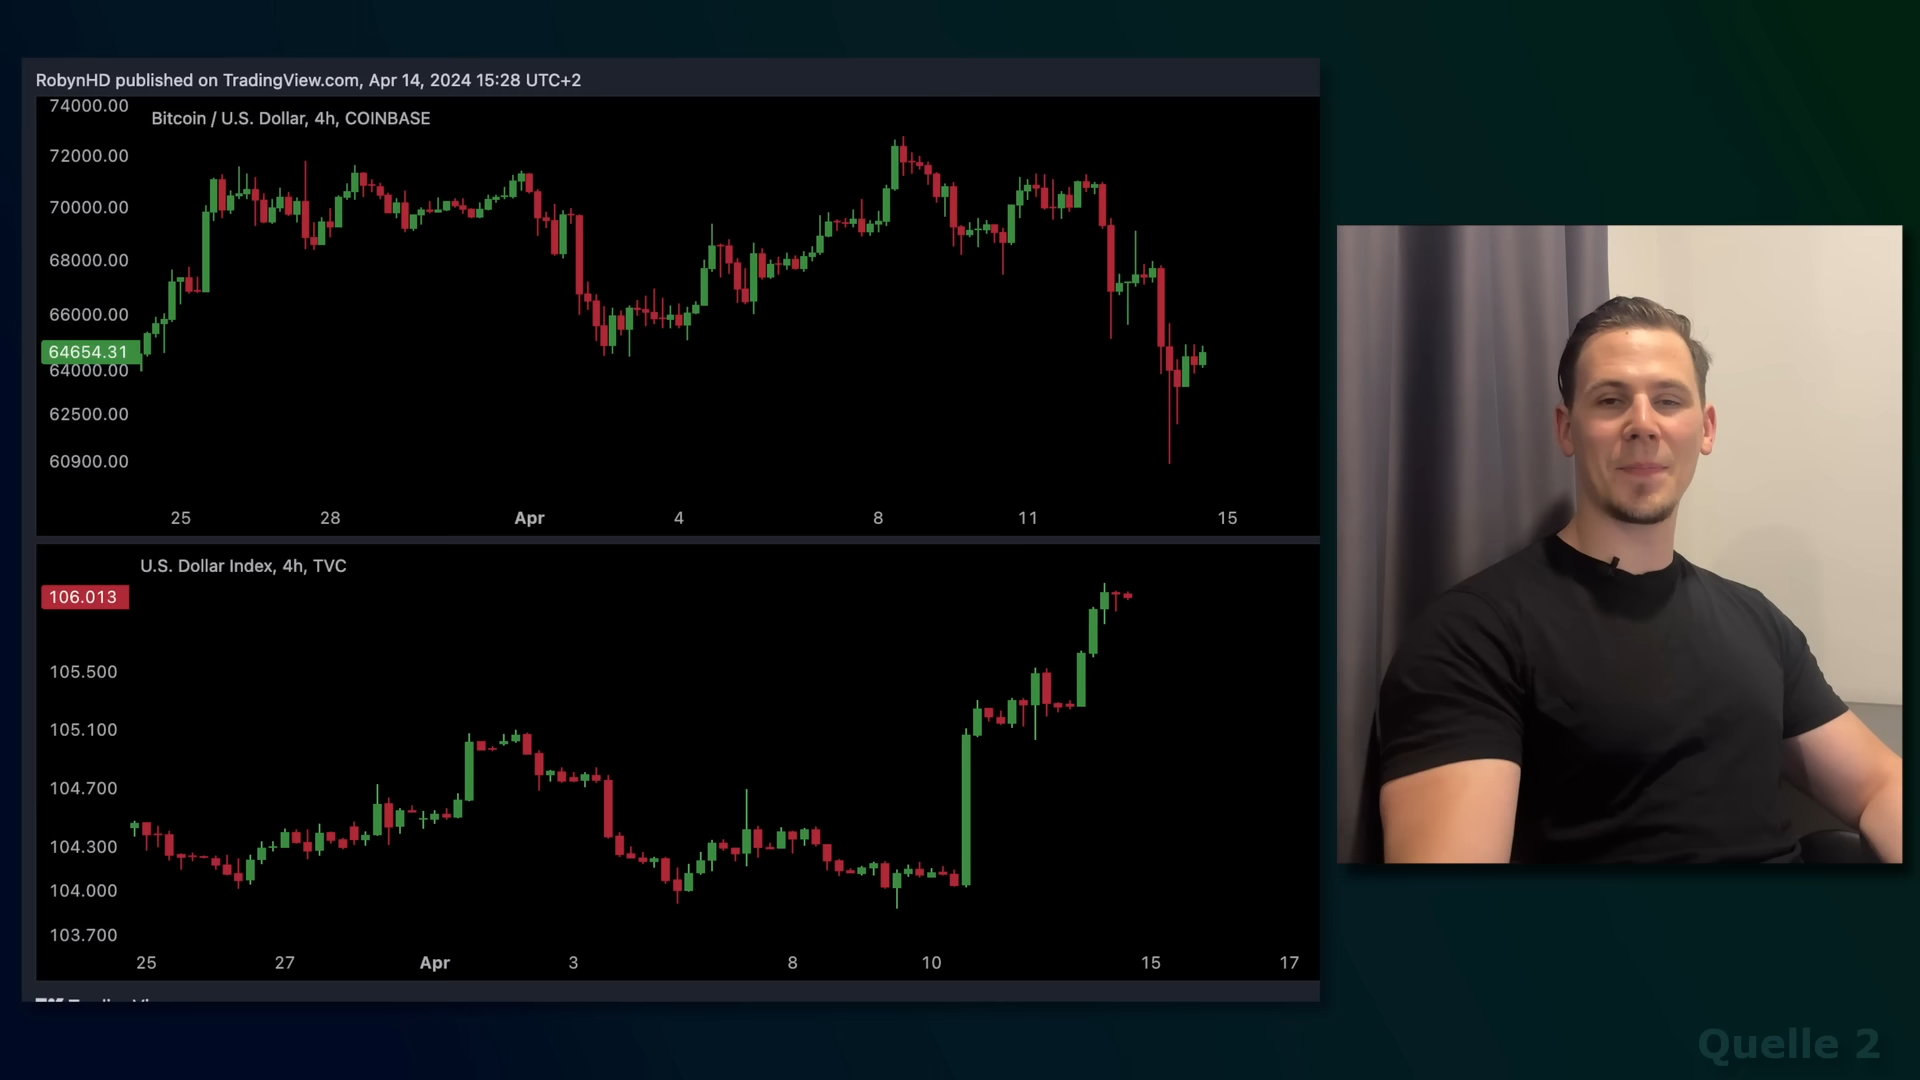 RobynHD published on TradingView.com, Apr 14, 2024 15:28 UTC+2
74000.00
Bitcoin / U.S. Dollar, 4h, COINBASE
72000.00
70000.00
68000.00
66000.00
64654.31
64000.00
62500.00
60900.00
25 28 Apr 4 8 11 15
U.S. Dollar Index, 4h, TVC
106.013
105.500
105.100
104.700
104.300
104.000
103.700
25 27 Apr 3 8 10 15 17
Quelle 2